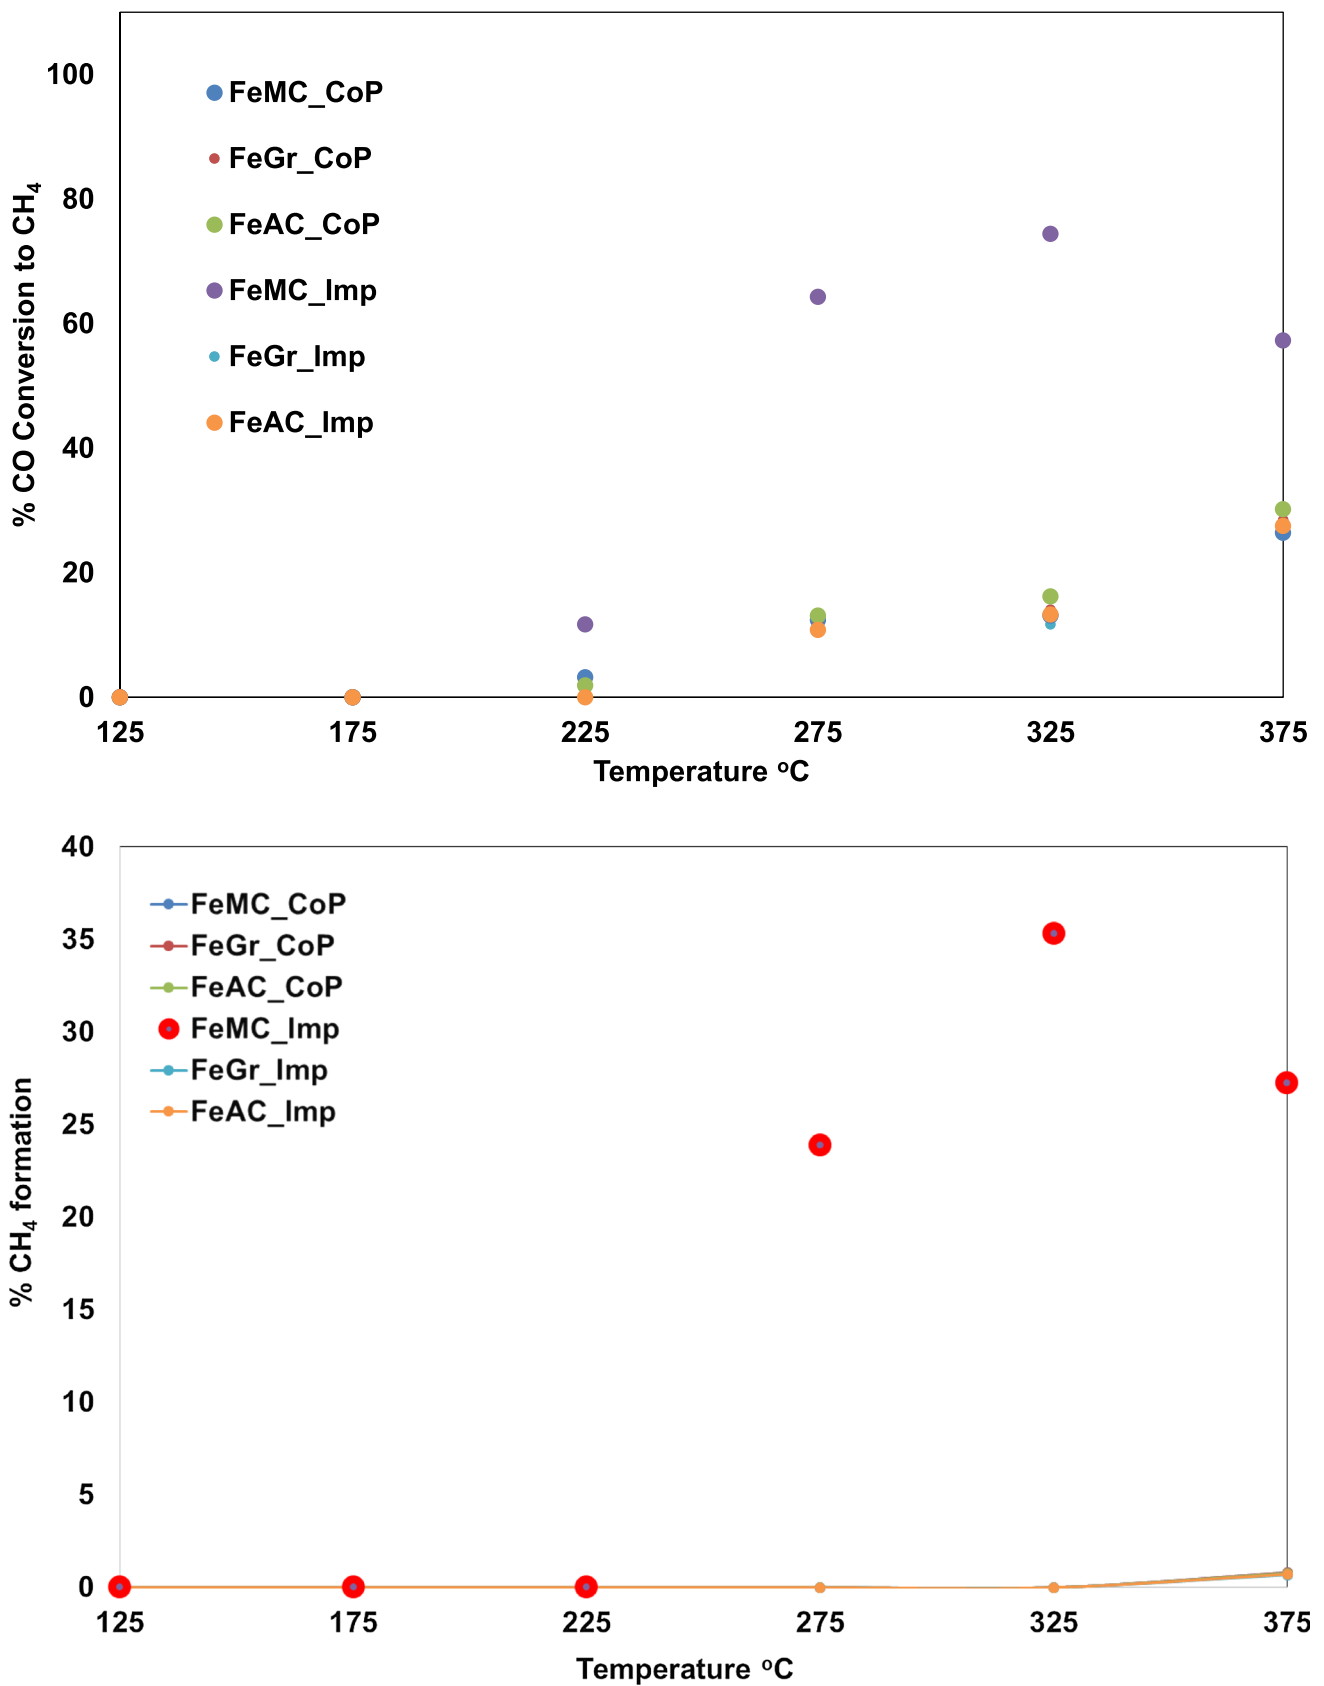 100
80
60
40
20
0
% CO Conversion to CH₄
FeMC_CoP
FeGr_CoP
FeAC_CoP
FeMC_Imp
FeGr_Imp
FeAC_Imp
125 175 225 275 325 375
Temperature ᵒC
40
35
30
25
20
15
10
5
0
% CH₄ formation
FeMC_CoP
FeGr_CoP
FeAC_CoP
FeMC_Imp
FeGr_Imp
FeAC_Imp
125 175 225 275 325 375
Temperature ᵒC